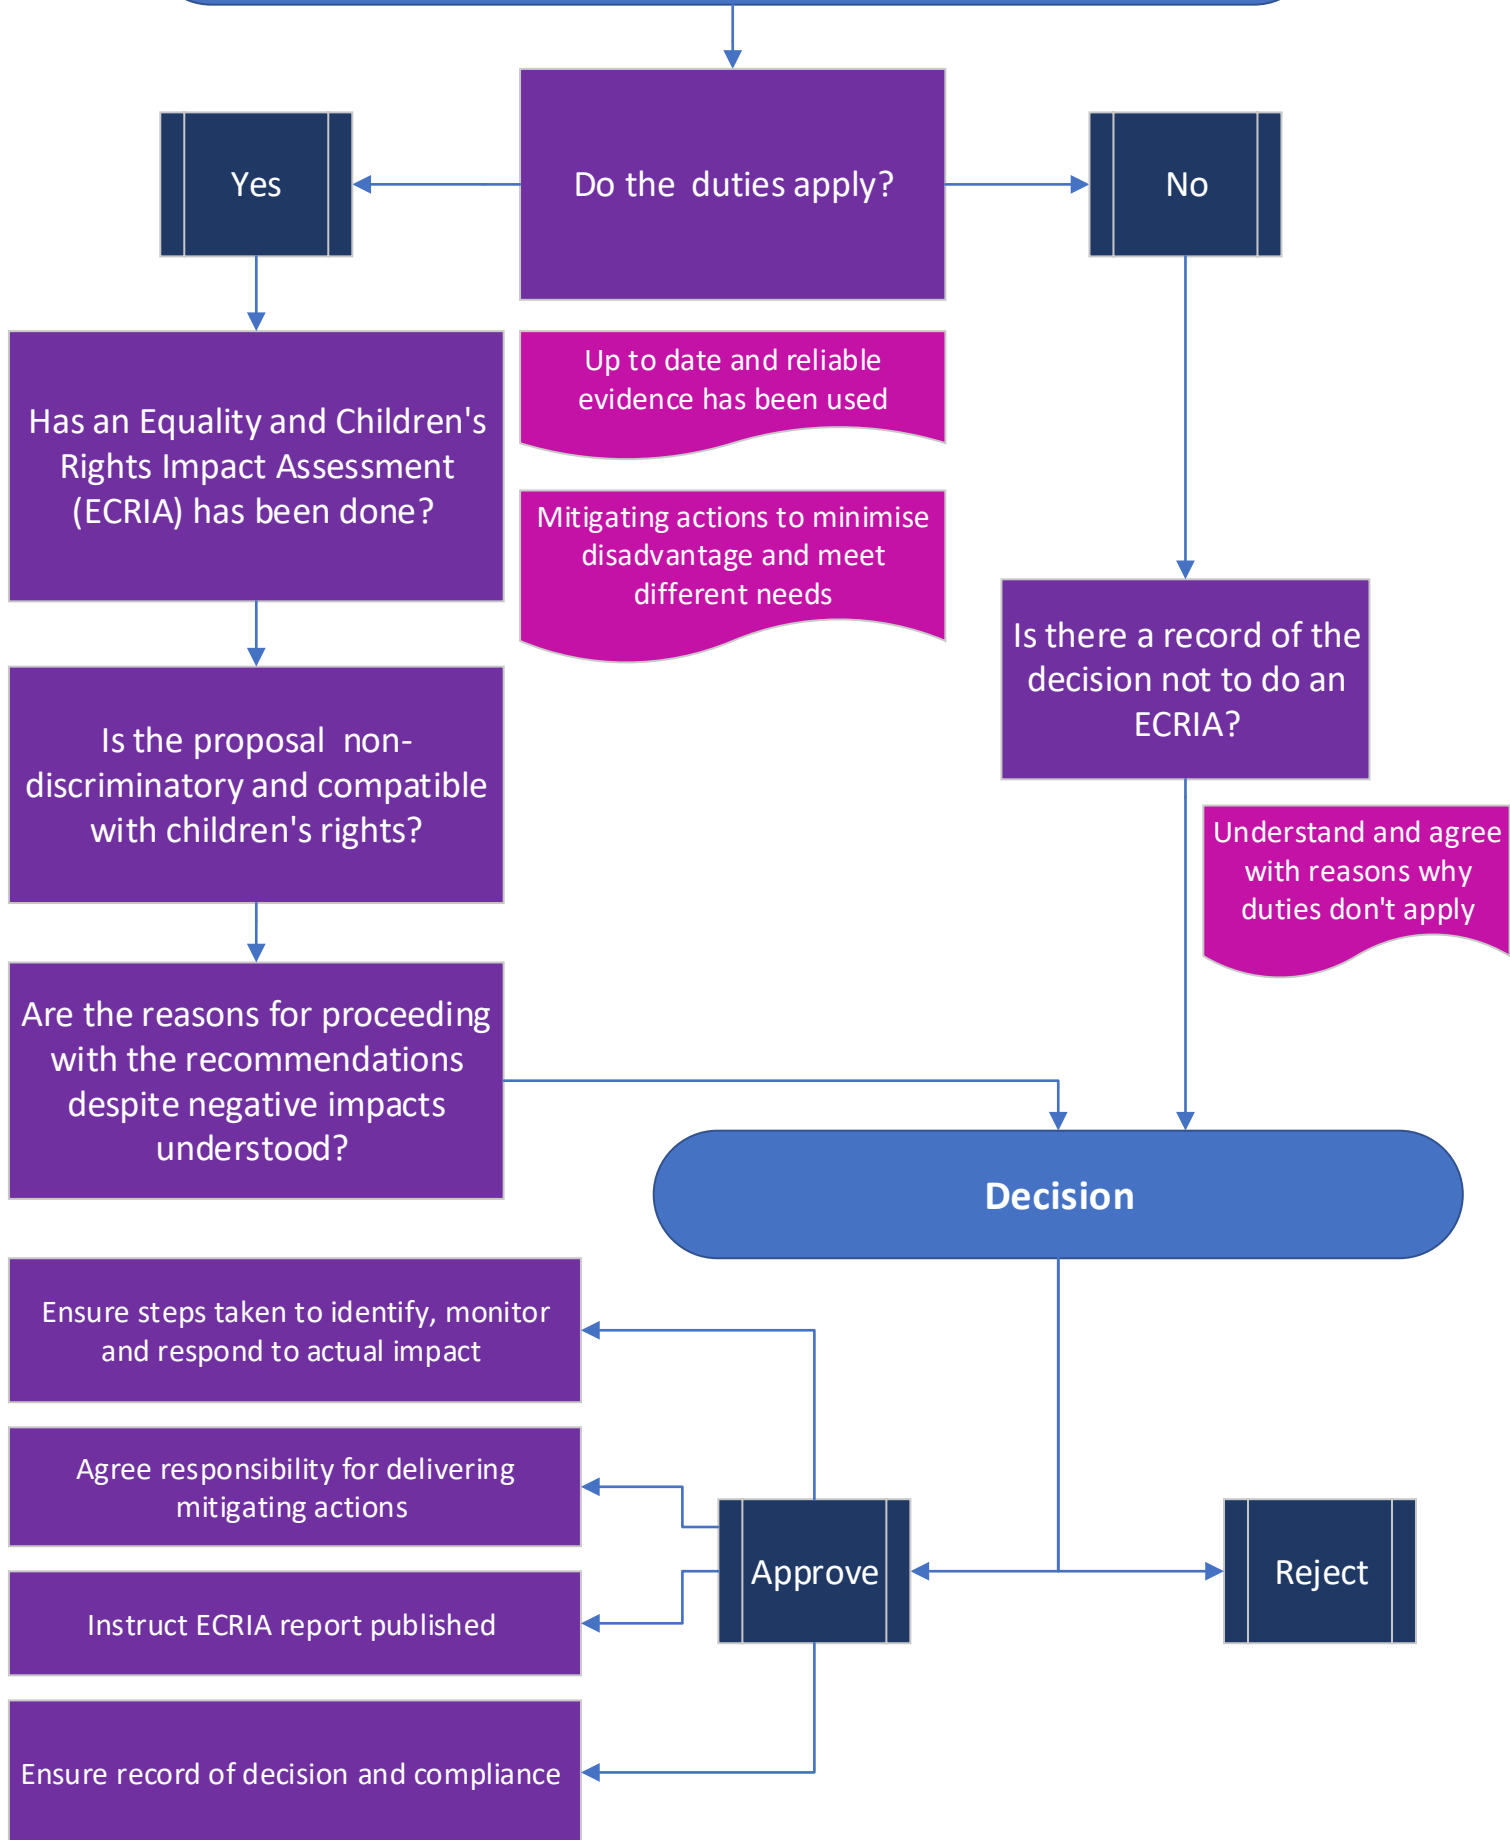 Do the  duties apply?
Yes
No
Has an Equality and Children's
Rights Impact Assessment
(ECRIA) has been done?
Up to date and reliable
evidence has been used
Mitigating actions to minimise
disadvantage and meet
different needs
Is there a record of the
decision not to do an
ECRIA?
Is the proposal  non-
discriminatory and compatible
with children's rights?
Understand and agree
with reasons why
duties don't apply
Are the reasons for proceeding
with the recommendations
despite negative impacts
understood?
Decision
Ensure steps taken to identify, monitor
and respond to actual impact
Agree responsibility for delivering
mitigating actions
Approve
Reject
Instruct ECRIA report published
Ensure record of decision and compliance